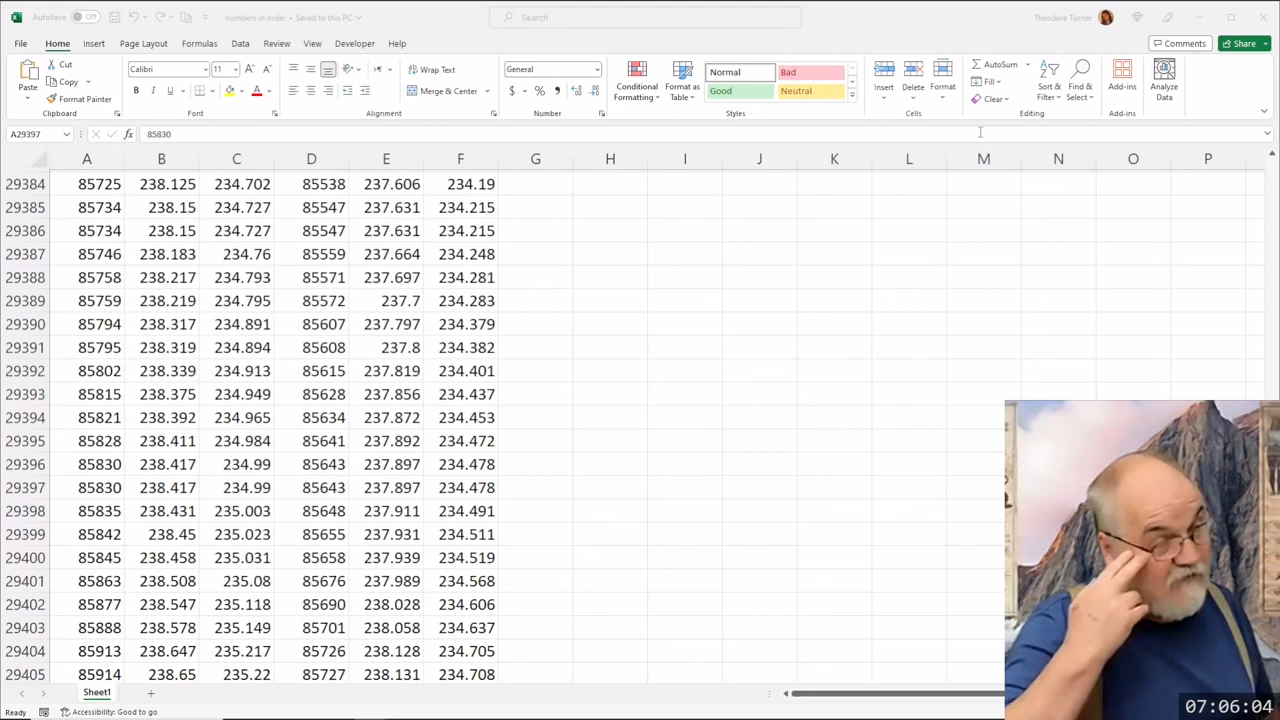 AutoSave Off numbers in order • Saved to this PC Search Theodore Turner
File Home Insert Page Layout Formulas Data Review View Developer Help Comments Share
Paste Cut Copy Format Painter Clipboard
Calibri 11 B I U A Font
Wrap Text Merge & Center Alignment
General $ % Number
Conditional Formatting Format as Table Normal Bad Good Neutral Styles
Insert Delete Format Cells
AutoSum Fill Clear Sort & Filter Find & Select Editing
Add-ins Add-ins
Analyze Data
A29397 fx 85830
A B C D E F G H I J K L M N O P
29384 85725 238.125 234.702 85538 237.606 234.19
29385 85734 238.15 234.727 85547 237.631 234.215
29386 85734 238.15 234.727 85547 237.631 234.215
29387 85746 238.183 234.76 85559 237.664 234.248
29388 85758 238.217 234.793 85571 237.697 234.281
29389 85759 238.219 234.795 85572 237.7 234.283
29390 85794 238.317 234.891 85607 237.797 234.379
29391 85795 238.319 234.894 85608 237.8 234.382
29392 85802 238.339 234.913 85615 237.819 234.401
29393 85815 238.375 234.949 85628 237.856 234.437
29394 85821 238.392 234.965 85634 237.872 234.453
29395 85828 238.411 234.984 85641 237.892 234.472
29396 85830 238.417 234.99 85643 237.897 234.478
29397 85830 238.417 234.99 85643 237.897 234.478
29398 85835 238.431 235.003 85648 237.911 234.491
29399 85842 238.45 235.023 85655 237.931 234.511
29400 85845 238.458 235.031 85658 237.939 234.519
29401 85863 238.508 235.08 85676 237.989 234.568
29402 85877 238.547 235.118 85690 238.028 234.606
29403 85888 238.578 235.149 85701 238.058 234.637
29404 85913 238.647 235.217 85726 238.128 234.705
29405 85914 238.65 235.22 85727 238.131 234.708
Sheet1
Ready Accessibility: Good to go
07:06:04